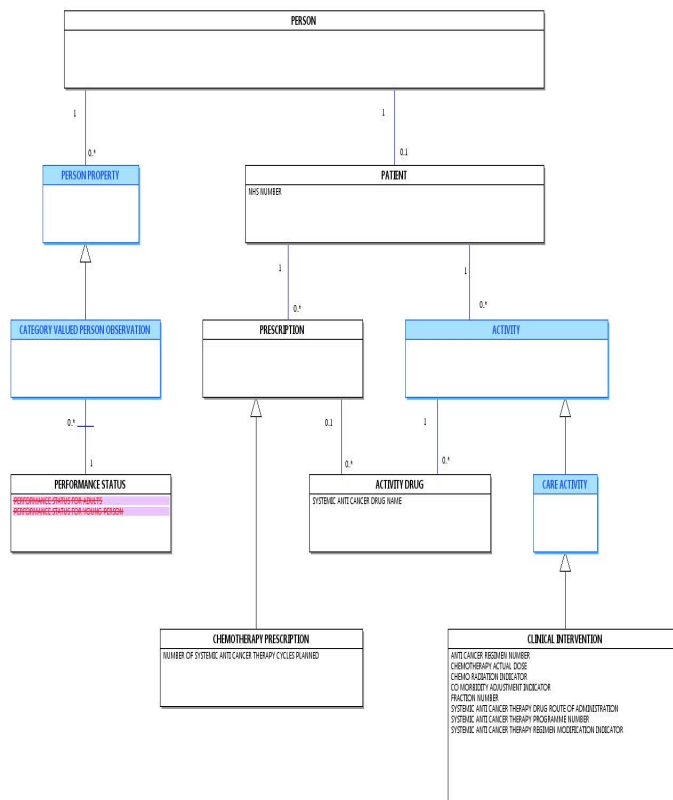 PERSON
1
1
0..*
0..1
PERSON PROPERTY
PATIENT
NHS NUMBER
1
1
0..*
0..*
CATEGORY VALUED PERSON OBSERVATION
PRESCRIPTION
ACTIVITY
0..*
0..1
1
1
0..*
0..*
PERFORMANCE STATUS
PERFORMANCE STATUS FOR ADULTS
PERFORMANCE STATUS FOR YOUNG PERSON
ACTIVITY DRUG
SYSTEMIC ANTI CANCER DRUG NAME
CARE ACTIVITY
CHEMOTHERAPY PRESCRIPTION
NUMBER OF SYSTEMIC ANTI CANCER THERAPY CYCLES PLANNED
CLINICAL INTERVENTION
ANTI CANCER REGIMEN NUMBER
CHEMOTHERAPY ACTUAL DOSE
CHEMO RADIATION INDICATOR
CO MORBIDITY ADJUSTMENT INDICATOR
FRACTION NUMBER
SYSTEMIC ANTI CANCER THERAPY DRUG ROUTE OF ADMINISTRATION
SYSTEMIC ANTI CANCER THERAPY PROGRAMME NUMBER
SYSTEMIC ANTI CANCER THERAPY REGIMEN MODIFICATION INDICATOR